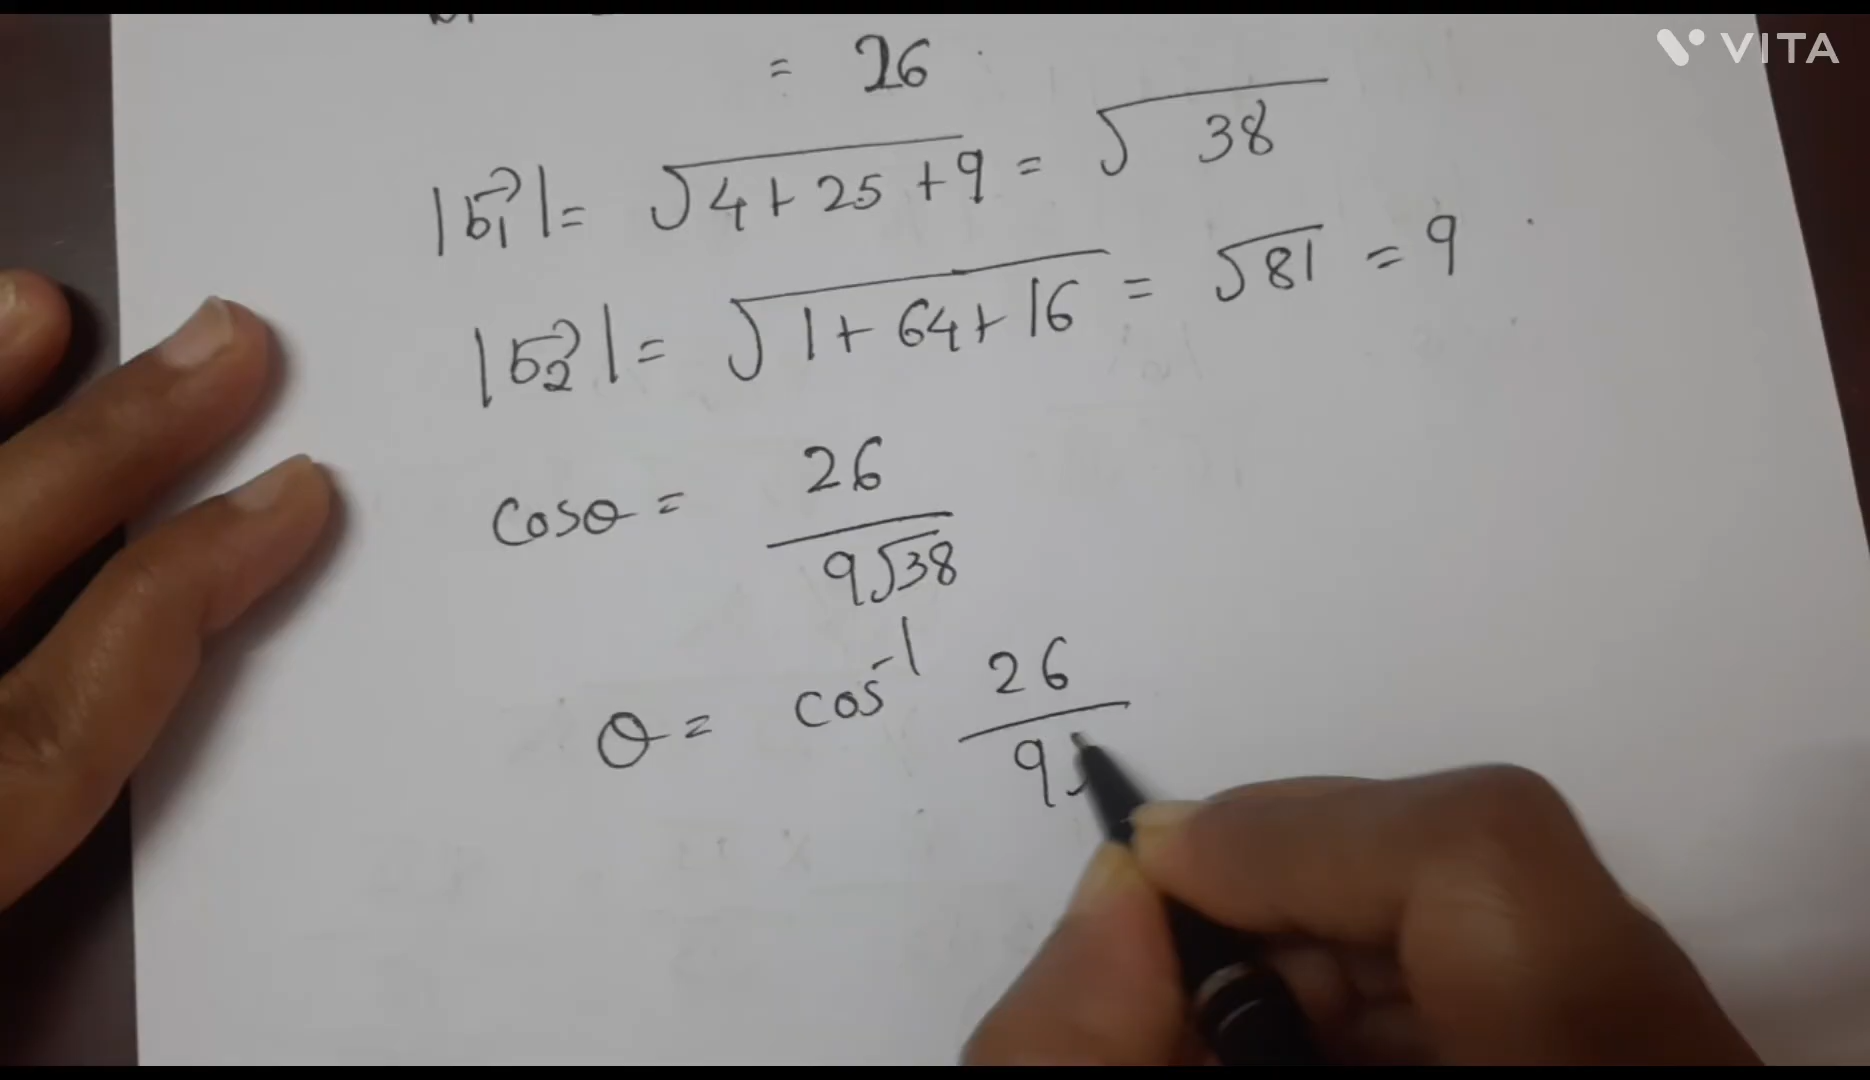 VITA
= 26
|b₁⃗| = √(4+25+9) = √38
|b₂⃗| = √(1+64+16) = √81 = 9
cosθ = 26/9√38
θ = cos⁻¹ 26/9√